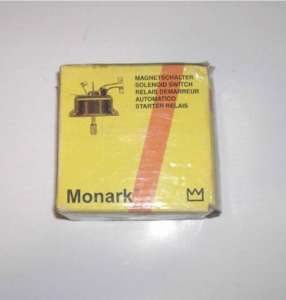 MAGNETSCHALTER
SOLENOID SWITCH
RELAIS DEMARREUR
AUTOMATICO
STARTER RELAIS
Monark